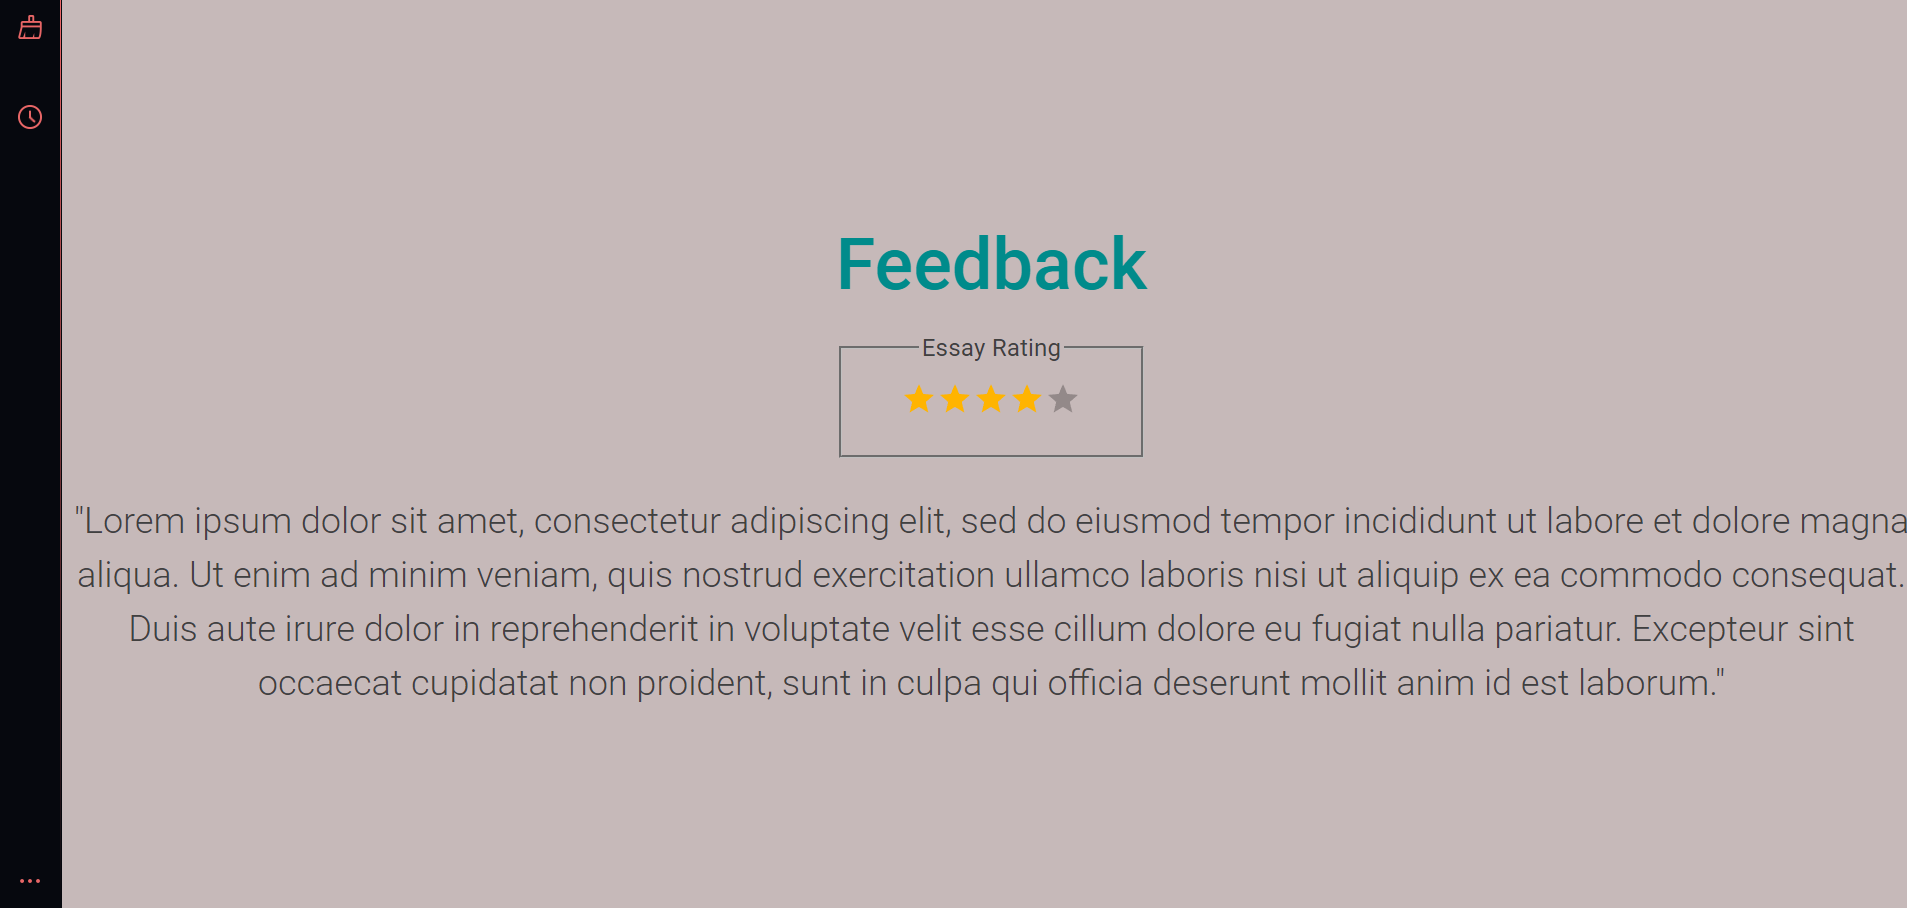 Feedback
Essay Rating
"Lorem ipsum dolor sit amet, consectetur adipiscing elit, sed do eiusmod tempor incididunt ut labore et dolore magna
aliqua. Ut enim ad minim veniam, quis nostrud exercitation ullamco laboris nisi ut aliquip ex ea commodo consequat.
Duis aute irure dolor in reprehenderit in voluptate velit esse cillum dolore eu fugiat nulla pariatur. Excepteur sint
occaecat cupidatat non proident, sunt in culpa qui officia deserunt mollit anim id est laborum."